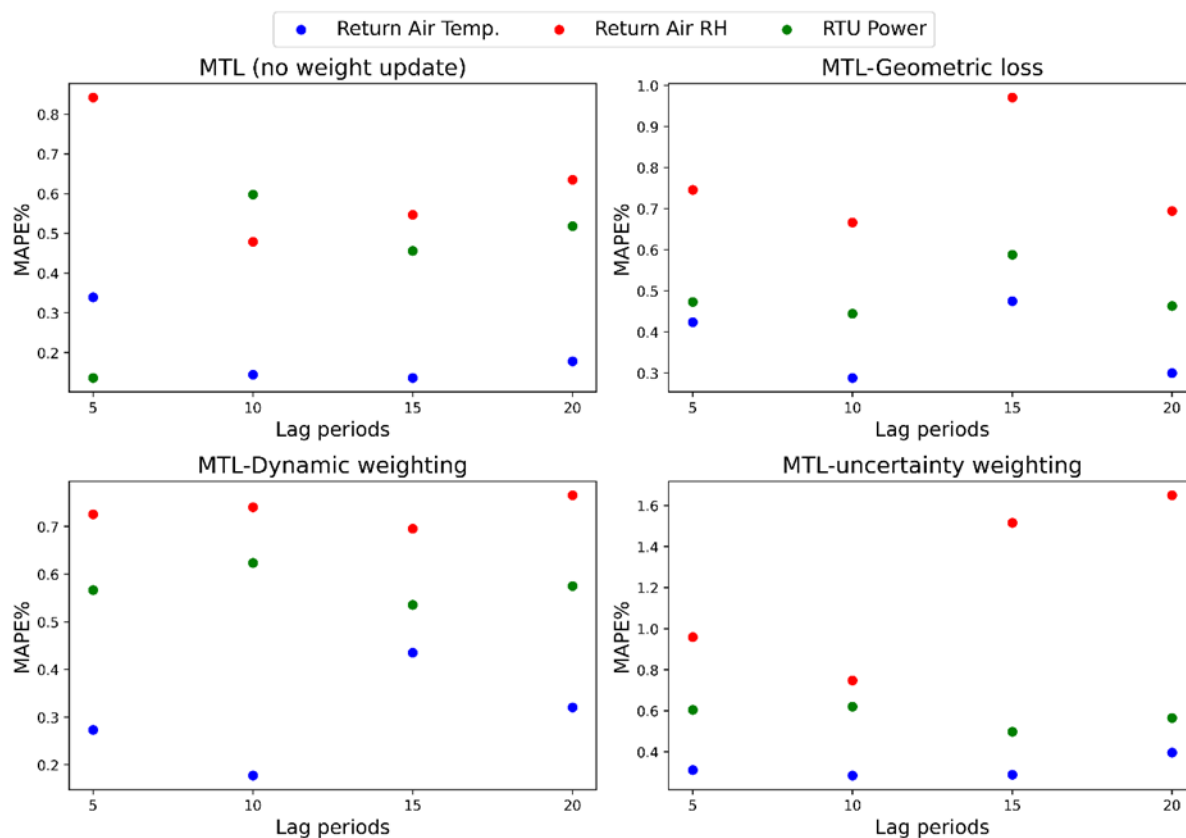 Return Air Temp. Return Air RH RTU Power
MTL (no weight update)
0.8
0.7
0.6
0.5
0.4
0.3
0.2
MAPE%
5 10 15 20
Lag periods
MTL-Geometric loss
1.0
0.9
0.8
0.7
0.6
0.5
0.4
0.3
MAPE%
5 10 15 20
Lag periods
MTL-Dynamic weighting
0.7
0.6
0.5
0.4
0.3
0.2
MAPE%
5 10 15 20
Lag periods
MTL-uncertainty weighting
1.6
1.4
1.2
1.0
0.8
0.6
0.4
MAPE%
5 10 15 20
Lag periods